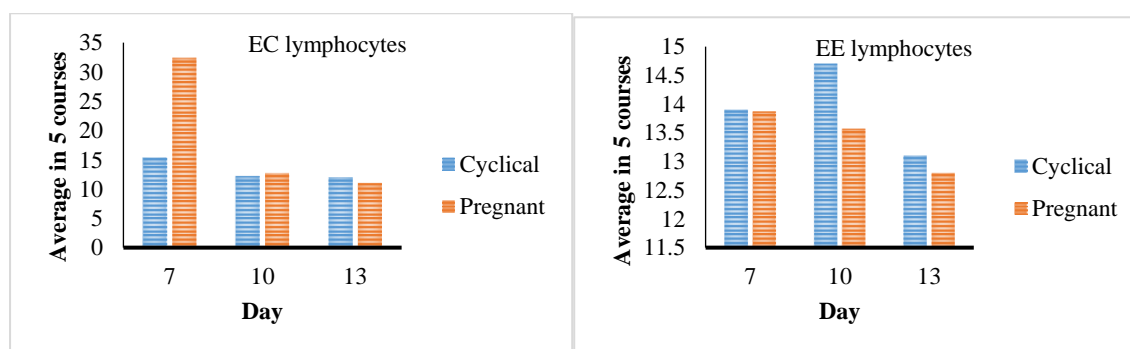 EC lymphocytes
Average in 5 courses
35
30
25
20
15
10
5
0
7 10 13
Day
Cyclical
Pregnant
EE lymphocytes
Average in 5 courses
15
14.5
14
13.5
13
12.5
12
11.5
7 10 13
Day
Cyclical
Pregnant